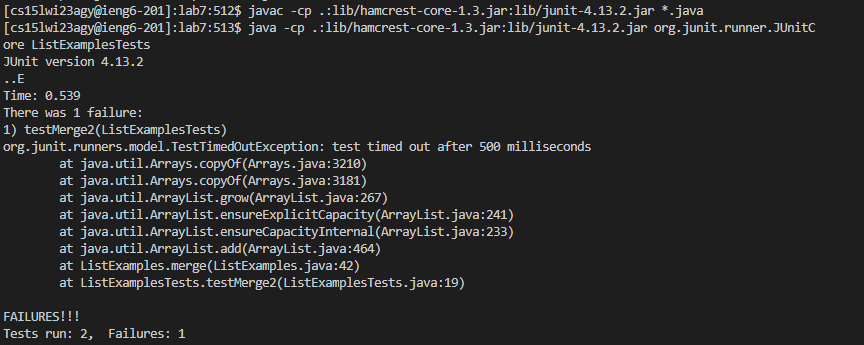 [cs15lwi23agy@ieng6-201]:lab7:512$ javac -cp .:lib/hamcrest-core-1.3.jar:lib/junit-4.13.2.jar *.java
[cs15lwi23agy@ieng6-201]:lab7:513$ java -cp .:lib/hamcrest-core-1.3.jar:lib/junit-4.13.2.jar org.junit.runner.JUnitC
ore ListExamplesTests
JUnit version 4.13.2
..E
Time: 0.539
There was 1 failure:
1) testMerge2(ListExamplesTests)
org.junit.runners.model.TestTimedOutException: test timed out after 500 milliseconds
        at java.util.Arrays.copyOf(Arrays.java:3210)
        at java.util.Arrays.copyOf(Arrays.java:3181)
        at java.util.ArrayList.grow(ArrayList.java:267)
        at java.util.ArrayList.ensureExplicitCapacity(ArrayList.java:241)
        at java.util.ArrayList.ensureCapacityInternal(ArrayList.java:233)
        at java.util.ArrayList.add(ArrayList.java:464)
        at ListExamples.merge(ListExamples.java:42)
        at ListExamplesTests.testMerge2(ListExamplesTests.java:19)

FAILURES!!!
Tests run: 2,  Failures: 1